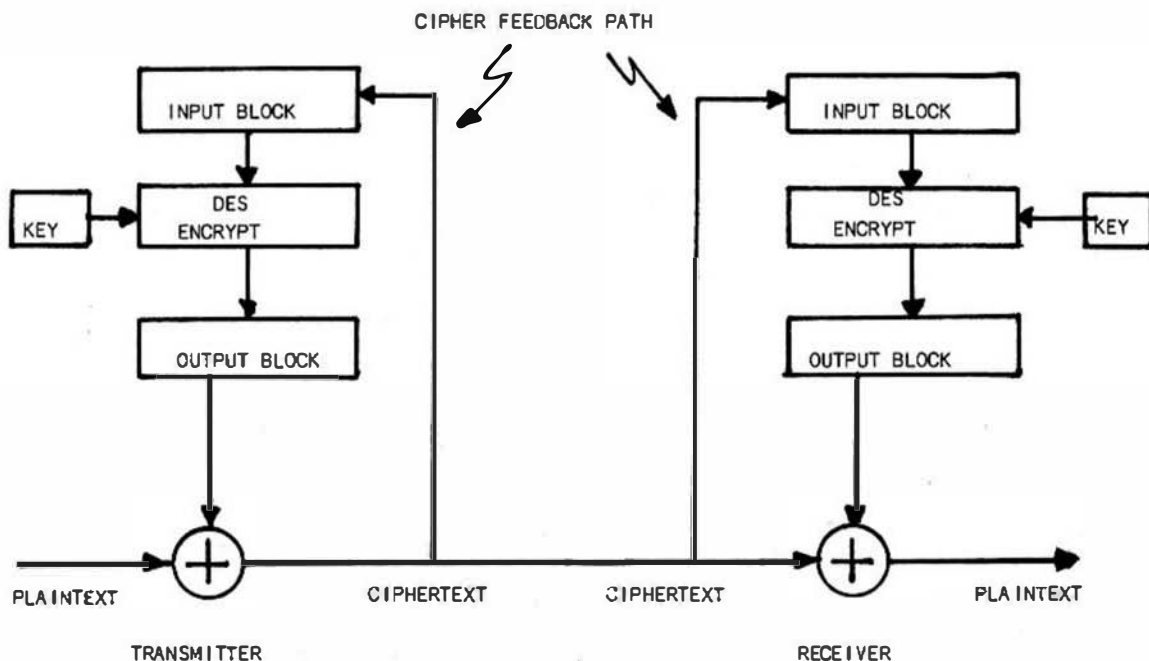 CIPHER FEEDBACK PATH
INPUT BLOCK
INPUT BLOCK
DES
ENCRYPT
DES
ENCRYPT
KEY
KEY
OUTPUT BLOCK
OUTPUT BLOCK
PLAINTEXT
CIPHERTEXT
CIPHERTEXT
PLAINTEXT
TRANSMITTER
RECEIVER